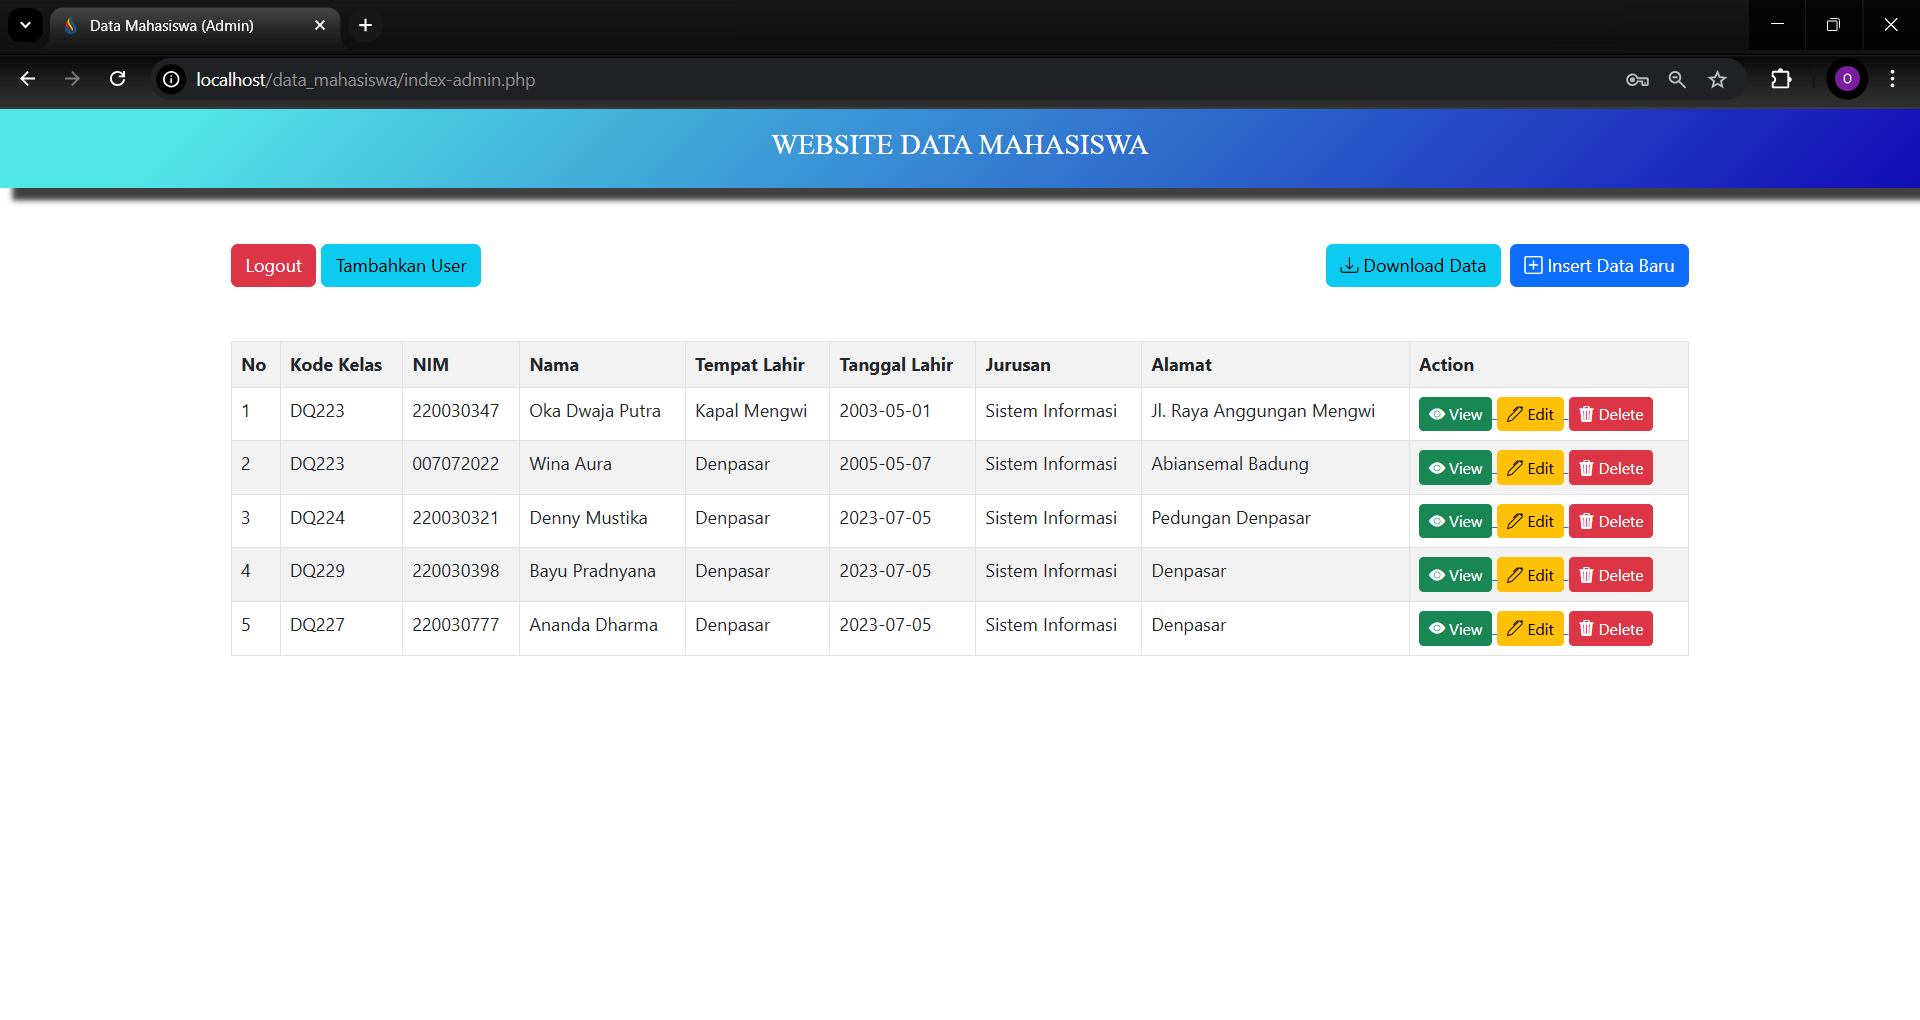 Data Mahasiswa (Admin)
localhost/data_mahasiswa/index-admin.php
O
WEBSITE DATA MAHASISWA
Logout Tambahkan User Download Data Insert Data Baru
No Kode Kelas NIM Nama Tempat Lahir Tanggal Lahir Jurusan Alamat Action
1 DQ223 220030347 Oka Dwaja Putra Kapal Mengwi 2003-05-01 Sistem Informasi Jl. Raya Anggungan Mengwi View Edit Delete
2 DQ223 007072022 Wina Aura Denpasar 2005-05-07 Sistem Informasi Abiansemal Badung View Edit Delete
3 DQ224 220030321 Denny Mustika Denpasar 2023-07-05 Sistem Informasi Pedungan Denpasar View Edit Delete
4 DQ229 220030398 Bayu Pradnyana Denpasar 2023-07-05 Sistem Informasi Denpasar View Edit Delete
5 DQ227 220030777 Ananda Dharma Denpasar 2023-07-05 Sistem Informasi Denpasar View Edit Delete